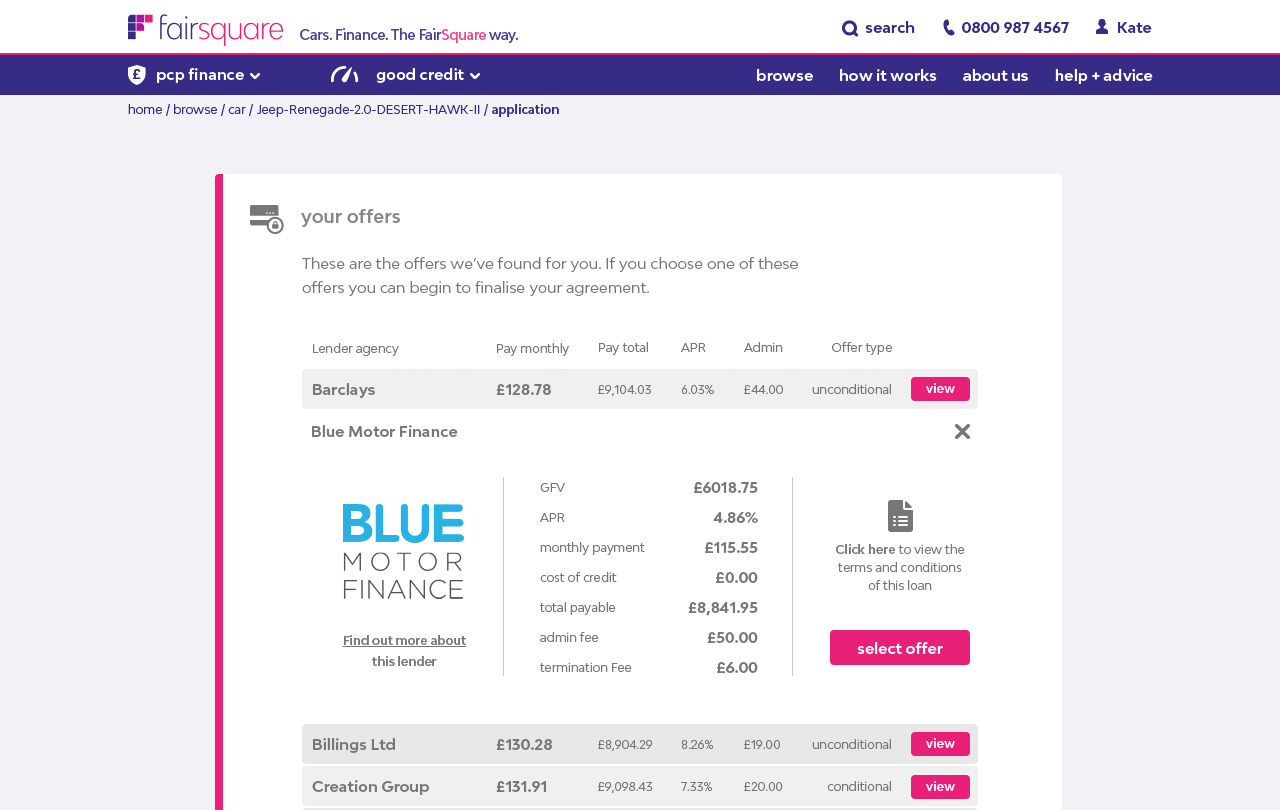 fairsquare Cars. Finance. The FairSquare way. search 0800 987 4567 Kate
£ pcp finance good credit browse how it works about us help + advice
home / browse / car / Jeep-Renegade-2.0-DESERT-HAWK-II / application
your offers
These are the offers we've found for you. If you choose one of these
offers you can begin to finalise your agreement.
Lender agency Pay monthly Pay total APR Admin Offer type
Barclays £128.78 £9,104.03 6.03% £44.00 unconditional view
Blue Motor Finance
BLUE
MOTOR
FINANCE
Find out more about
this lender
GFV £6018.75
APR 4.86%
monthly payment £115.55
cost of credit £0.00
total payable £8,841.95
admin fee £50.00
termination Fee £6.00
Click here to view the
terms and conditions
of this loan
select offer
Billings Ltd £130.28 £8,904.29 8.26% £19.00 unconditional view
Creation Group £131.91 £9,098.43 7.33% £20.00 conditional view